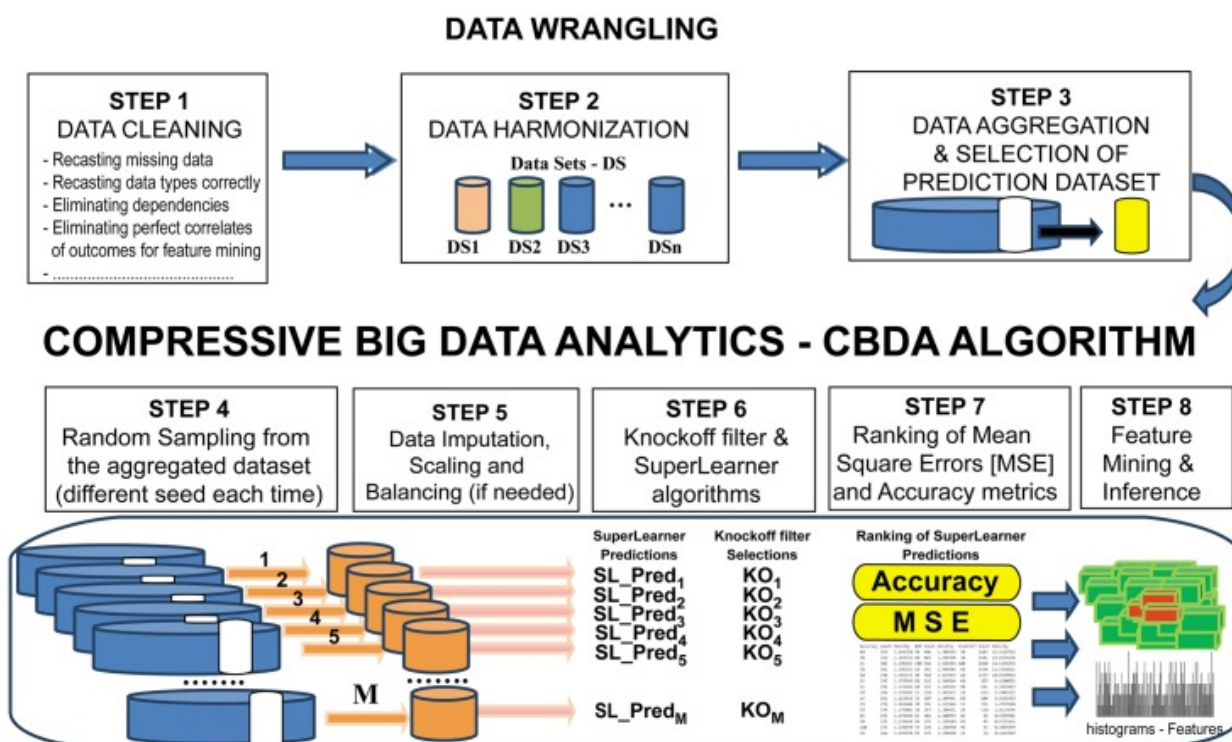 DATA WRANGLING
STEP 1
DATA CLEANING
- Recasting missing data
- Recasting data types correctly
- Eliminating dependencies
- Eliminating perfect correlates
of outcomes for feature mining
- ..............................................
STEP 2
DATA HARMONIZATION
Data Sets - DS
...
DS1 DS2 DS3 DSn
STEP 3
DATA AGGREGATION
& SELECTION OF
PREDICTION DATASET
COMPRESSIVE BIG DATA ANALYTICS - CBDA ALGORITHM
STEP 4
Random Sampling from
the aggregated dataset
(different seed each time)
STEP 5
Data Imputation,
Scaling and
Balancing (if needed)
STEP 6
Knockoff filter &
SuperLearner
algorithms
STEP 7
Ranking of Mean
Square Errors [MSE]
and Accuracy metrics
STEP 8
Feature
Mining &
Inference
1
2
3
4
5
........
........
M
SuperLearner
Predictions
SL_Pred1
SL_Pred2
SL_Pred3
SL_Pred4
SL_Pred5
SL_PredM
Knockoff filter
Selections
KO1
KO2
KO3
KO4
KO5
KOM
Ranking of SuperLearner
Predictions
Accuracy
M S E
histograms - Features